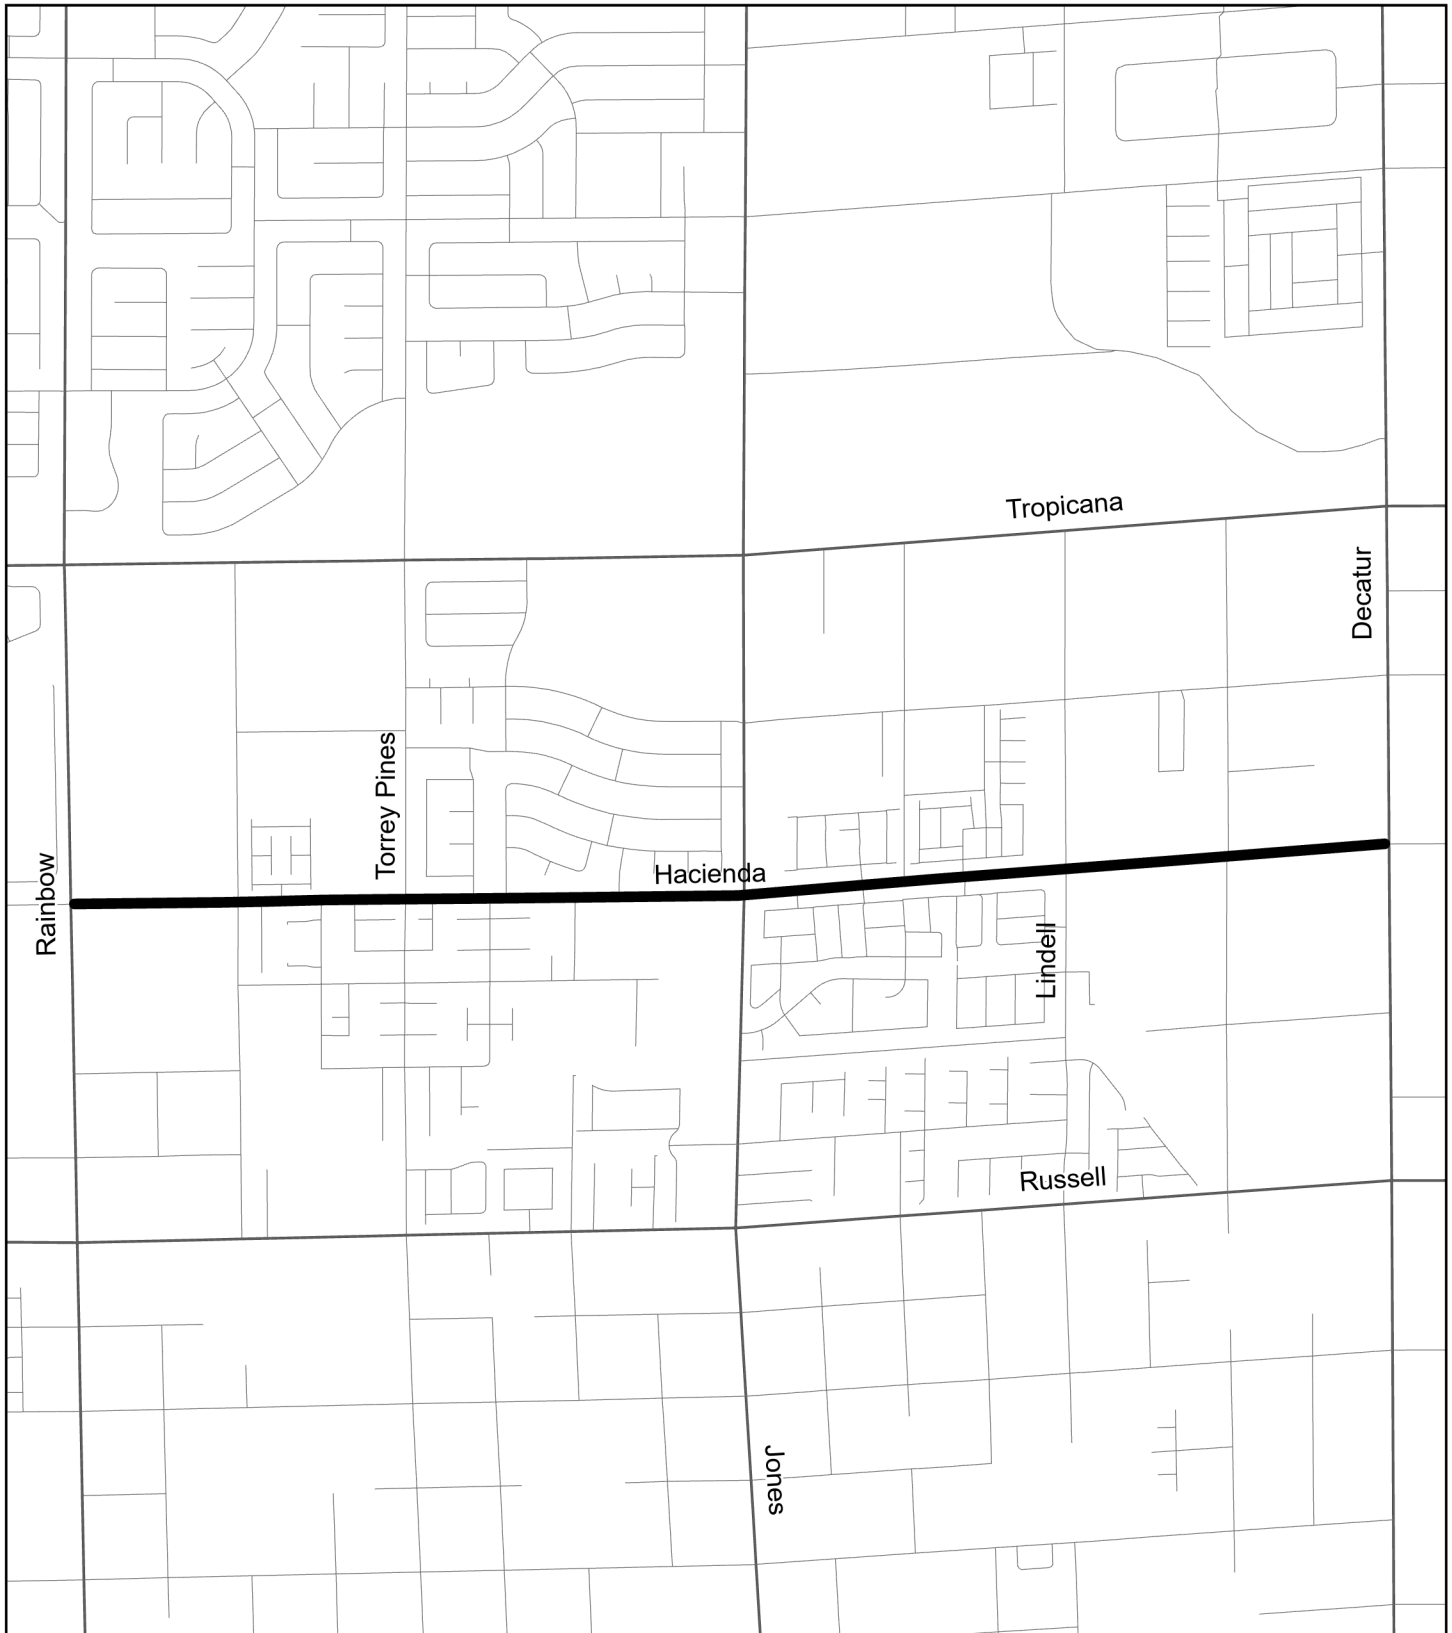 Tropicana
Decatur
Torrey Pines
Hacienda
Rainbow
Lindell
Russell
Jones